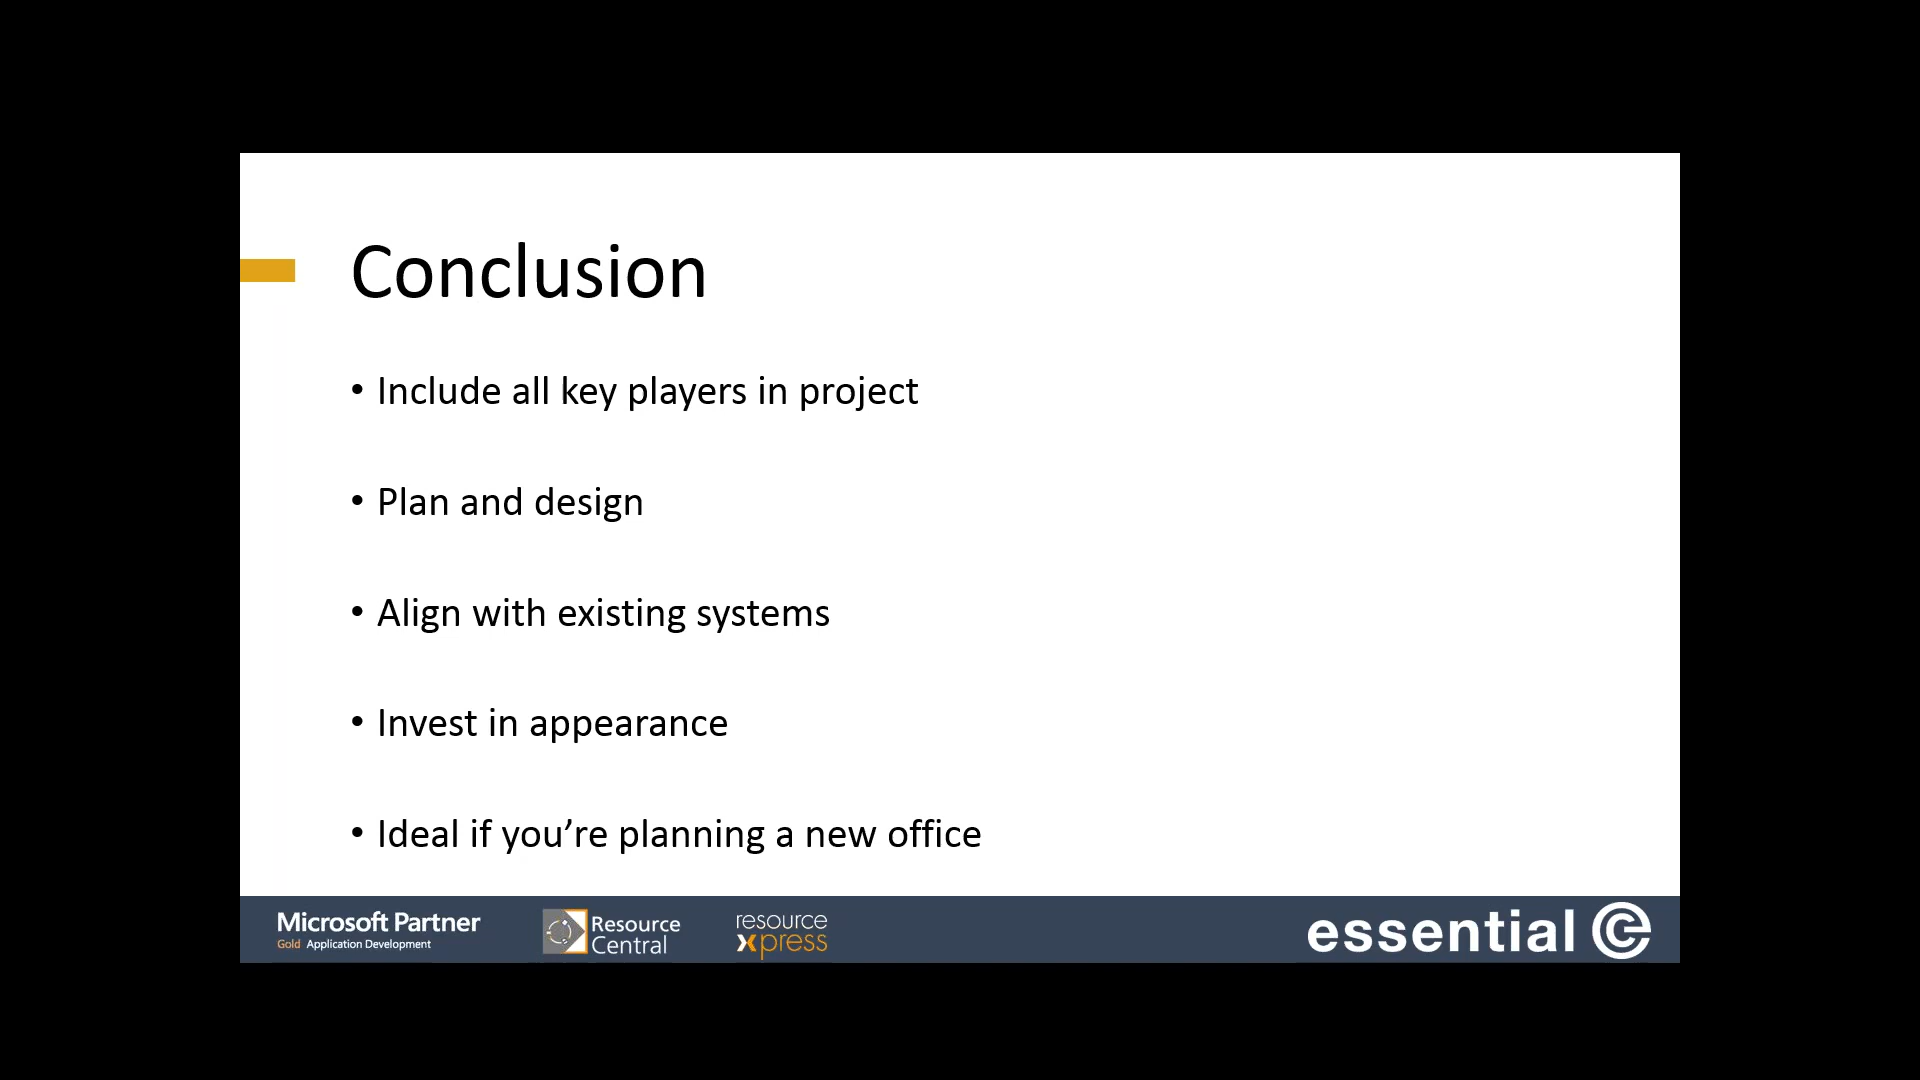 Conclusion
• Include all key players in project
• Plan and design
• Align with existing systems
• Invest in appearance
• Ideal if you’re planning a new office
Microsoft Partner
Gold Application Development
Resource
Central
resource
xpress
essential